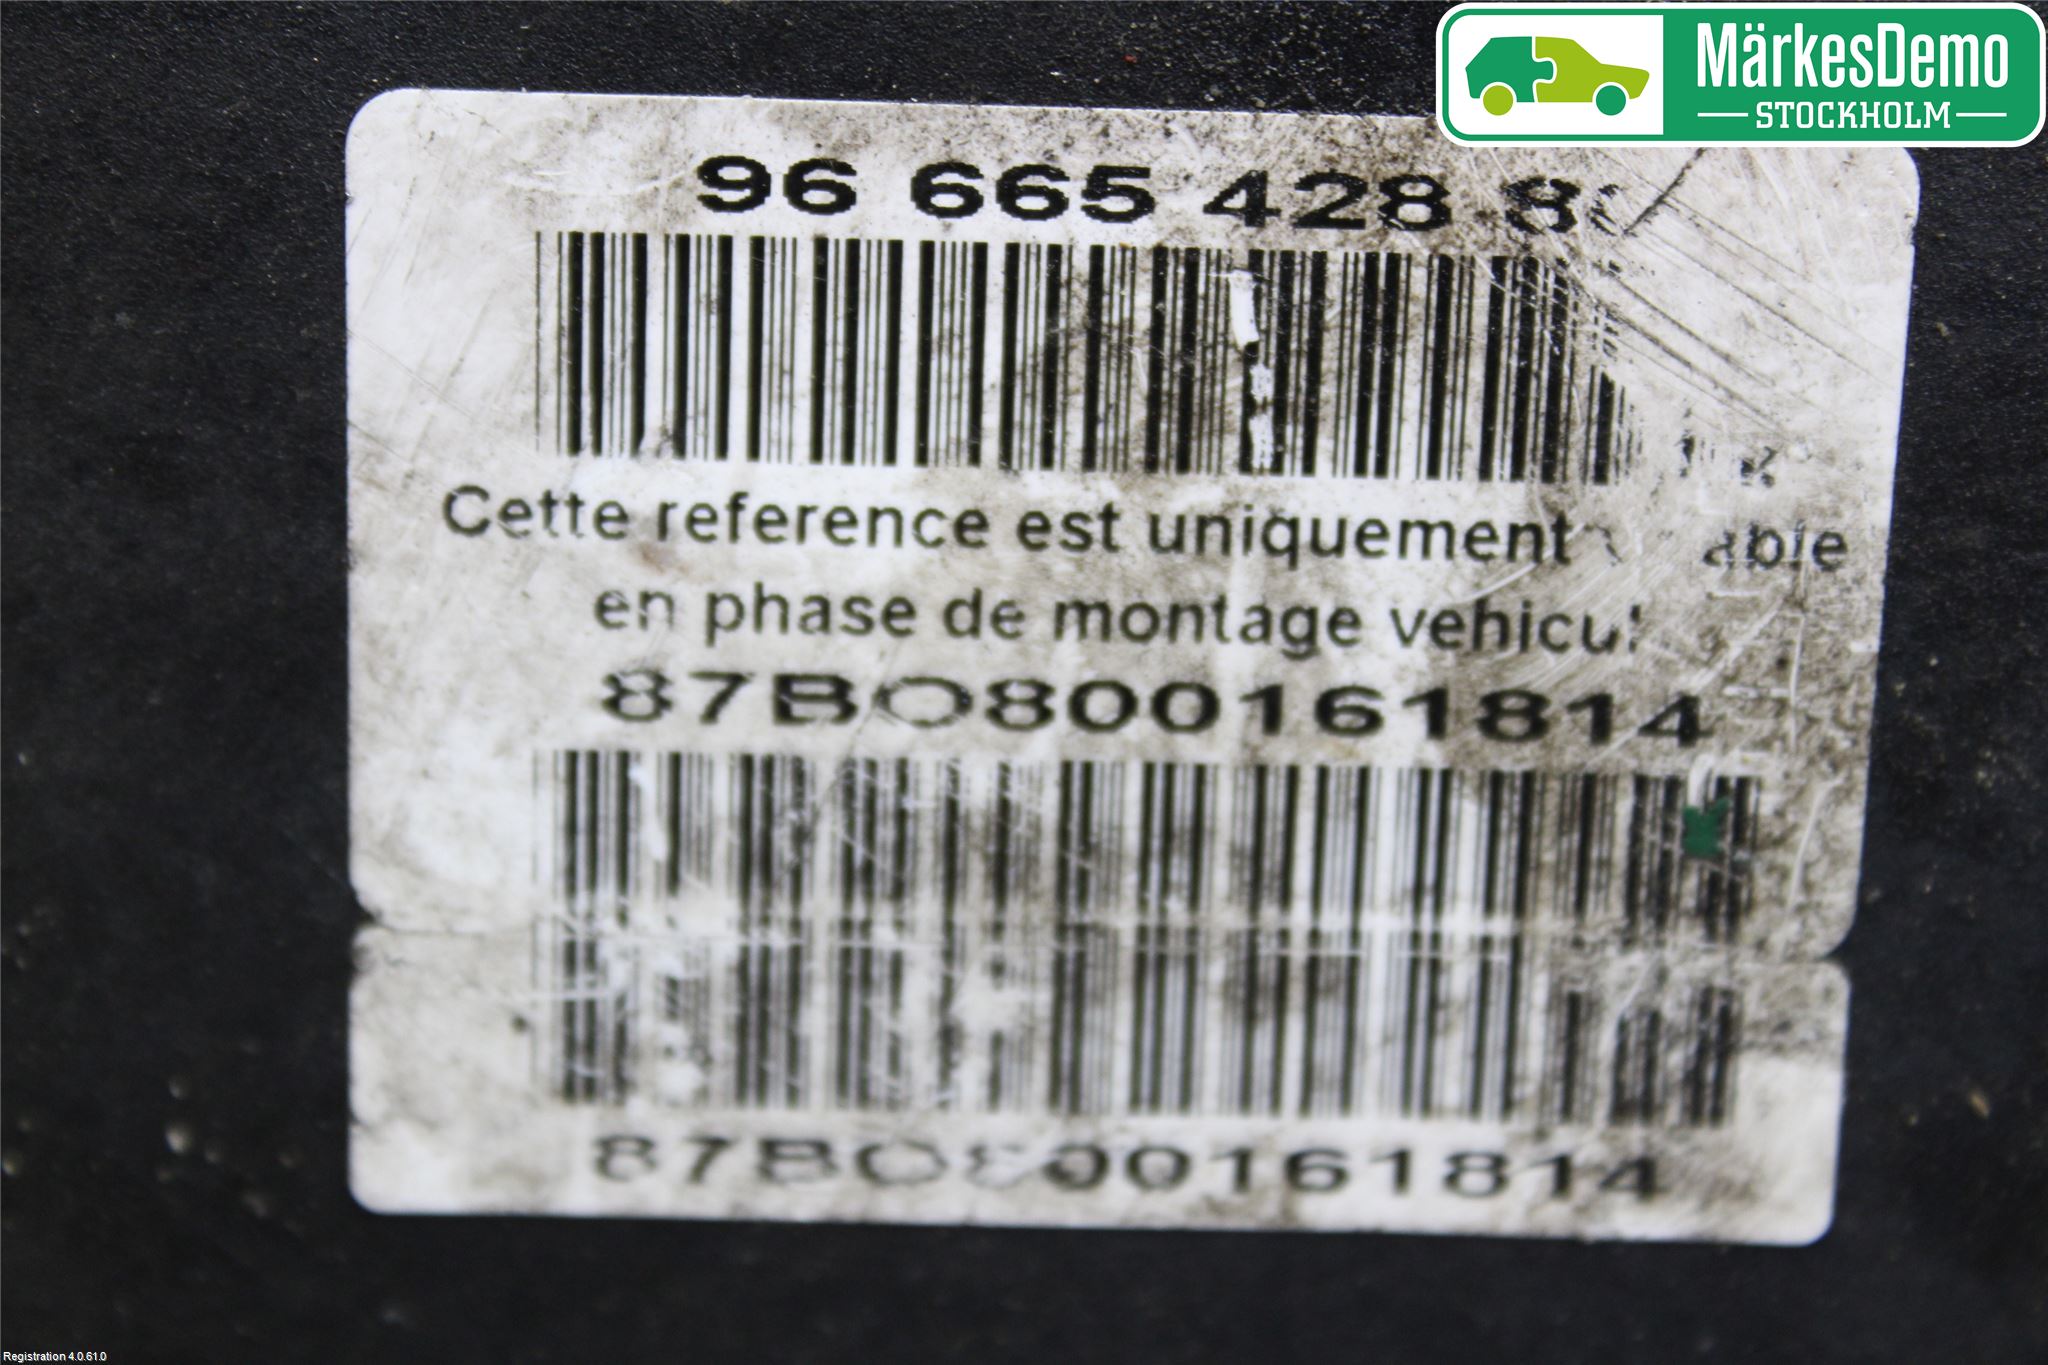 MärkesDemo
STOCKHOLM
96 665 428
Cette reference est uniquement
en phase de montage
87BO800161814
87BO800161814
Registration 4.0.61.0